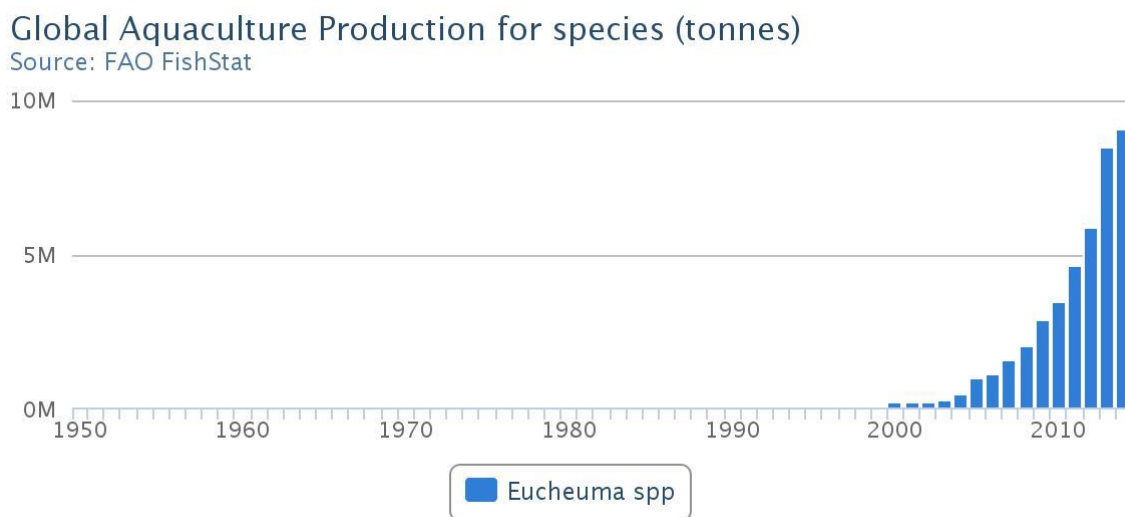 Global Aquaculture Production for species (tonnes)
Source: FAO FishStat
10M
5M
0M
1950 1960 1970 1980 1990 2000 2010
Eucheuma spp